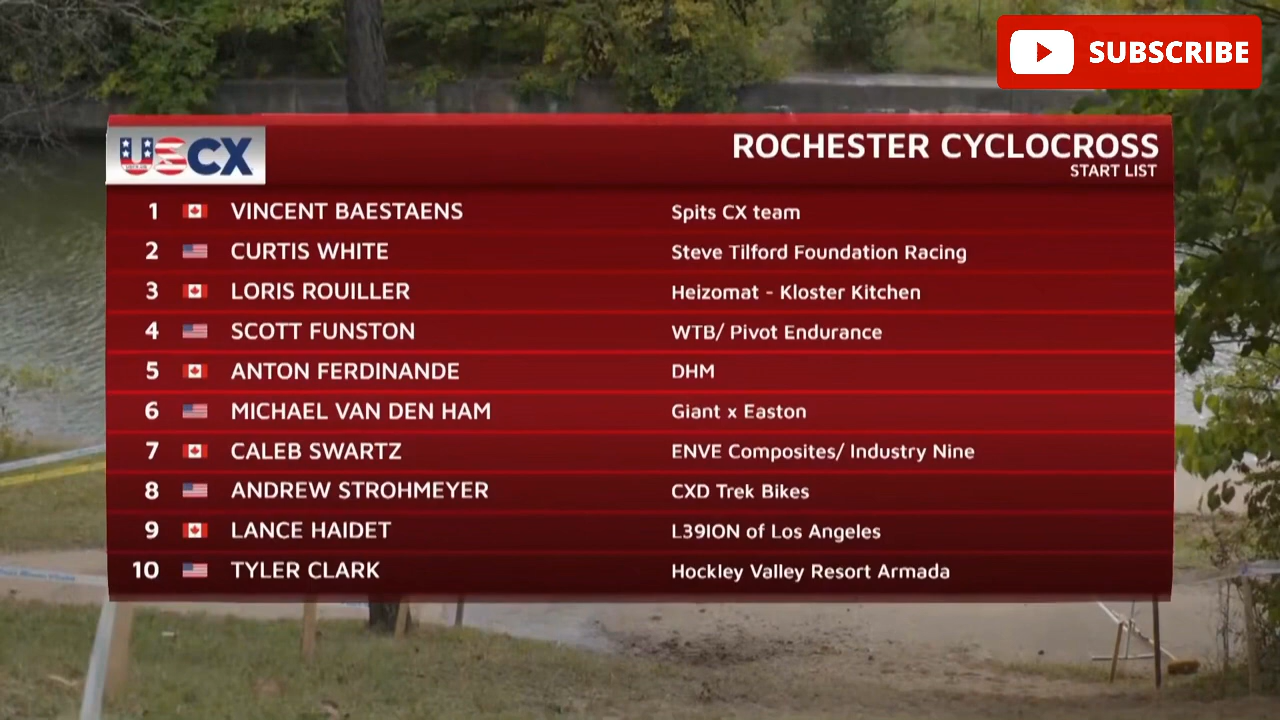 SUBSCRIBE
USCX
ROCHESTER CYCLOCROSS
START LIST
1 VINCENT BAESTAENS Spits CX team
2 CURTIS WHITE Steve Tilford Foundation Racing
3 LORIS ROUILLER Heizomat - Kloster Kitchen
4 SCOTT FUNSTON WTB/ Pivot Endurance
5 ANTON FERDINANDE DHM
6 MICHAEL VAN DEN HAM Giant x Easton
7 CALEB SWARTZ ENVE Composites/ Industry Nine
8 ANDREW STROHMEYER CXD Trek Bikes
9 LANCE HAIDET L39ION of Los Angeles
10 TYLER CLARK Hockley Valley Resort Armada